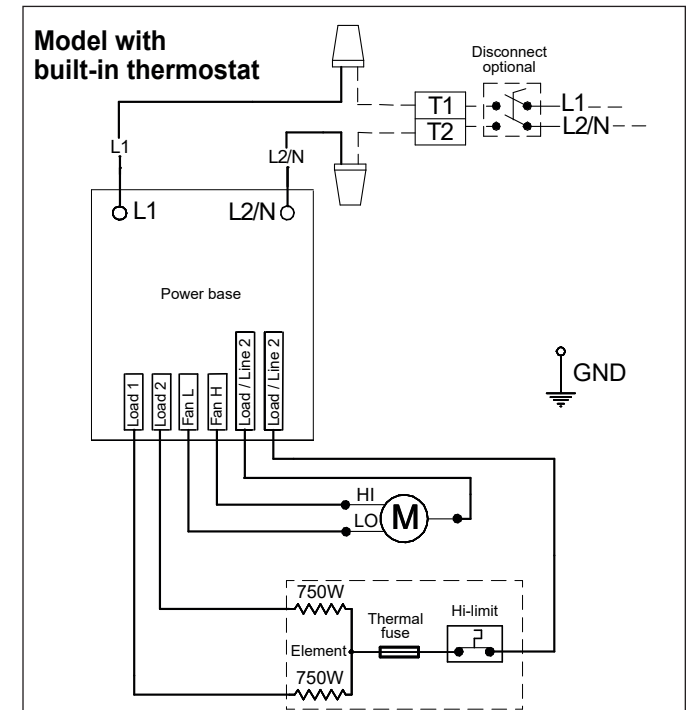 Model with
built-in thermostat
Disconnect
optional
T1
L1
T2
L2/N
L1
L2/N
L1
L2/N
Power base
Load 1
Load 2
Fan L
Fan H
Load / Line 2
Load / Line 2
GND
HI
LO
M
750W
Thermal
fuse
Hi-limit
Element
750W